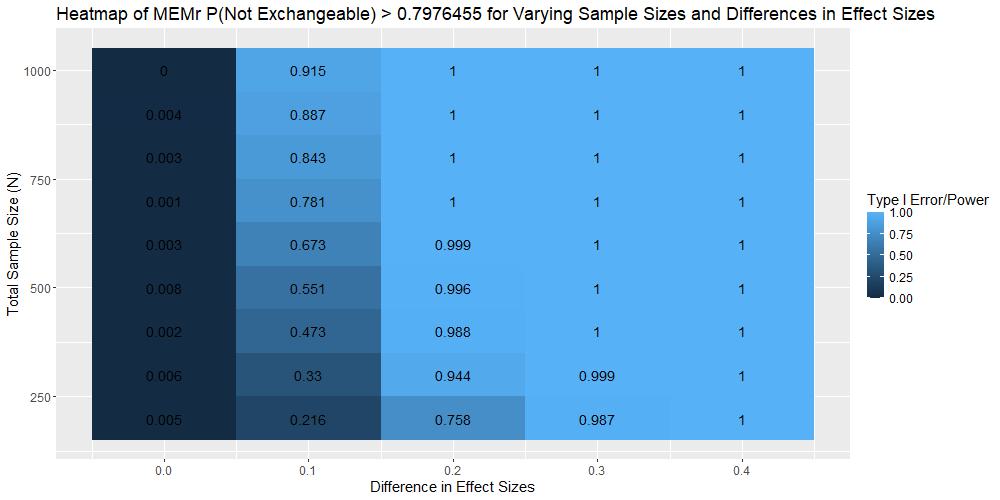 Heatmap of MEMr P(Not Exchangeable) > 0.7976455 for Varying Sample Sizes and Differences in Effect Sizes
Total Sample Size (N)
1000 0 0.915 1 1 1
0.004 0.887 1 1 1
0.003 0.843 1 1 1
750 0.001 0.781 1 1 1
0.003 0.673 0.999 1 1
500 0.008 0.551 0.996 1 1
0.002 0.473 0.988 1 1
0.006 0.33 0.944 0.999 1
250 0.005 0.216 0.758 0.987 1
0.0 0.1 0.2 0.3 0.4
Difference in Effect Sizes
Type I Error/Power
1.00
0.75
0.50
0.25
0.00